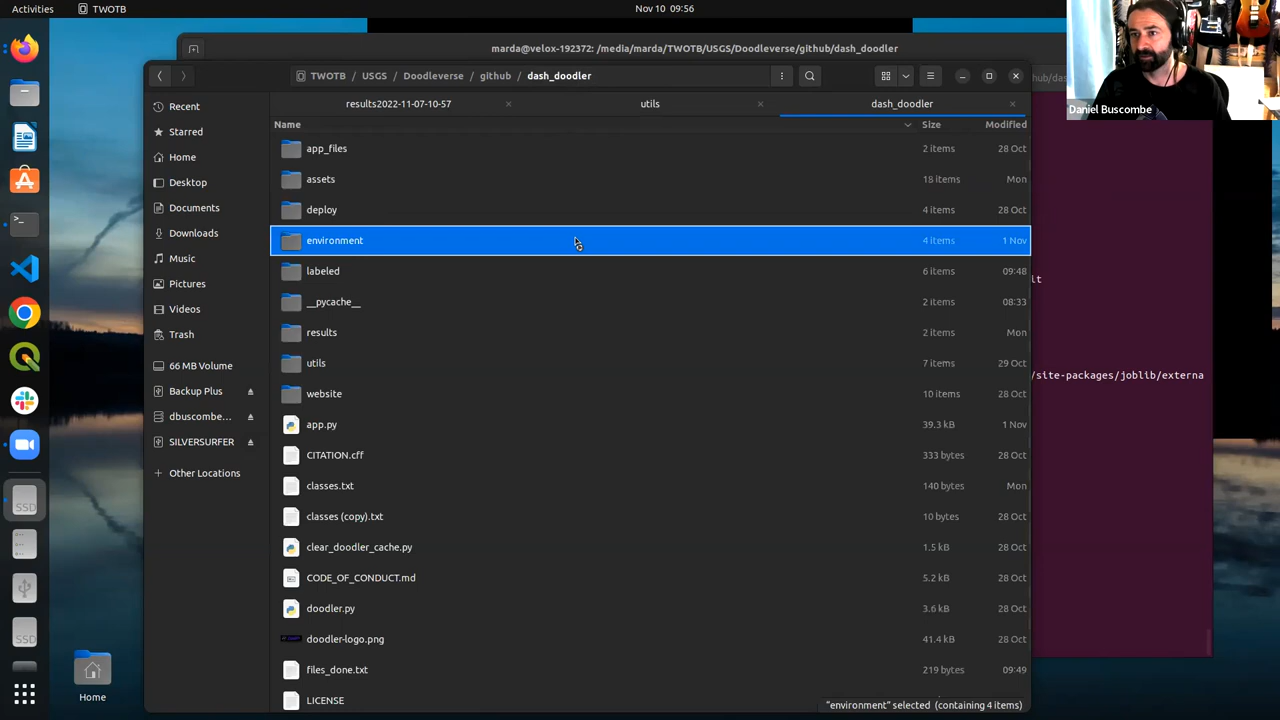 Activities TWOTB Nov 10 09:56
marda@velox-192372: /media/marda/TWOTB/USGS/Doodleverse/github/dash_doodler
TWOTB / USGS / Doodleverse / github / dash_doodler
results2022-11-07-10-57 utils dash_doodler
Name Size Modified
Recent
Starred
Home
Desktop
Documents
Downloads
Music
Pictures
Videos
Trash
66 MB Volume
Backup Plus
dbuscombe...
SILVERSURFER
Other Locations
app_files 2 items 28 Oct
assets 18 items Mon
deploy 4 items 28 Oct
environment 4 items 1 Nov
labeled 6 items 09:48
__pycache__ 2 items 08:33
results 2 items Mon
utils 7 items 29 Oct
website 10 items 28 Oct
app.py 39.3 kB 1 Nov
CITATION.cff 333 bytes 28 Oct
classes.txt 140 bytes Mon
classes (copy).txt 10 bytes 28 Oct
clear_doodler_cache.py 1.5 kB 28 Oct
CODE_OF_CONDUCT.md 5.2 kB 28 Oct
doodler.py 3.6 kB 28 Oct
doodler-logo.png 41.4 kB 28 Oct
files_done.txt 219 bytes 09:49
LICENSE
"environment" selected (containing 4 items)
hub/das
it
/site-packages/joblib/externa
Daniel Buscombe
SSD
SSD
SSD
Home